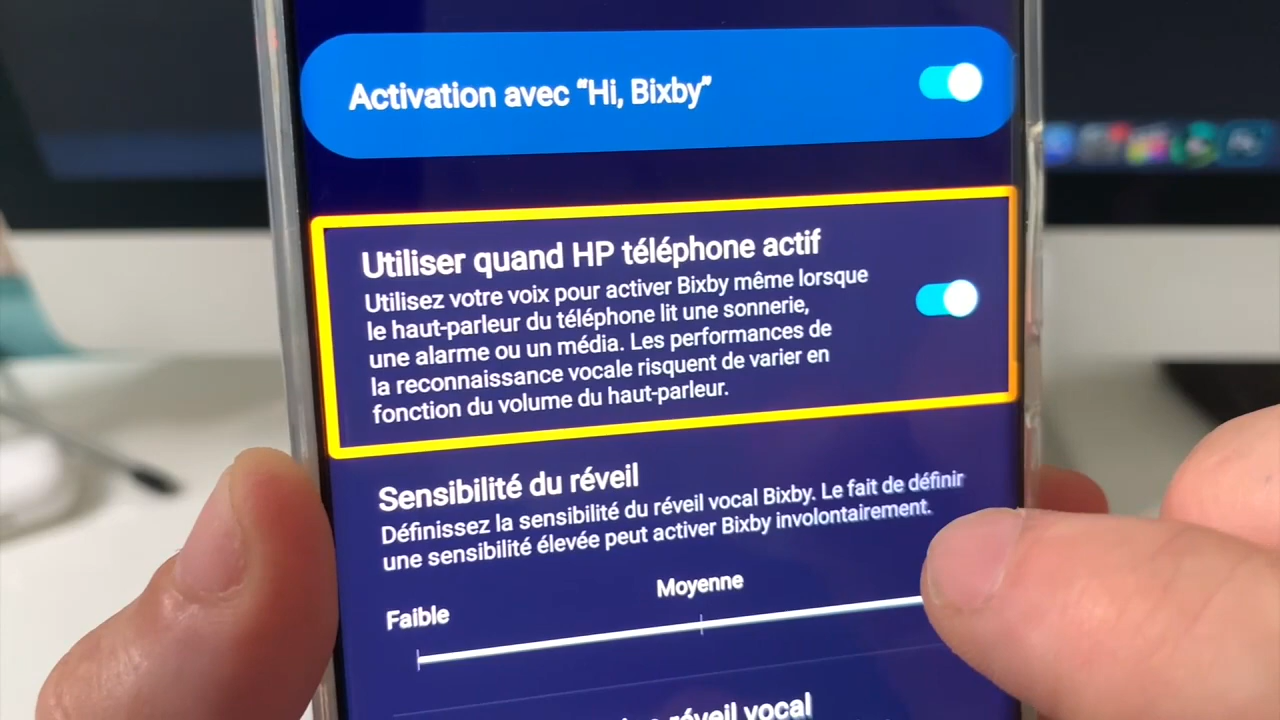 Activation avec “Hi, Bixby”
Utiliser quand HP téléphone actif
Utilisez votre voix pour activer Bixby même lorsque
le haut-parleur du téléphone lit une sonnerie,
une alarme ou un média. Les performances de
la reconnaissance vocale risquent de varier en
fonction du volume du haut-parleur.
Sensibilité du réveil
Définissez la sensibilité du réveil vocal Bixby. Le fait de définir
une sensibilité élevée peut activer Bixby involontairement.
Moyenne
Faible
réveil vocal